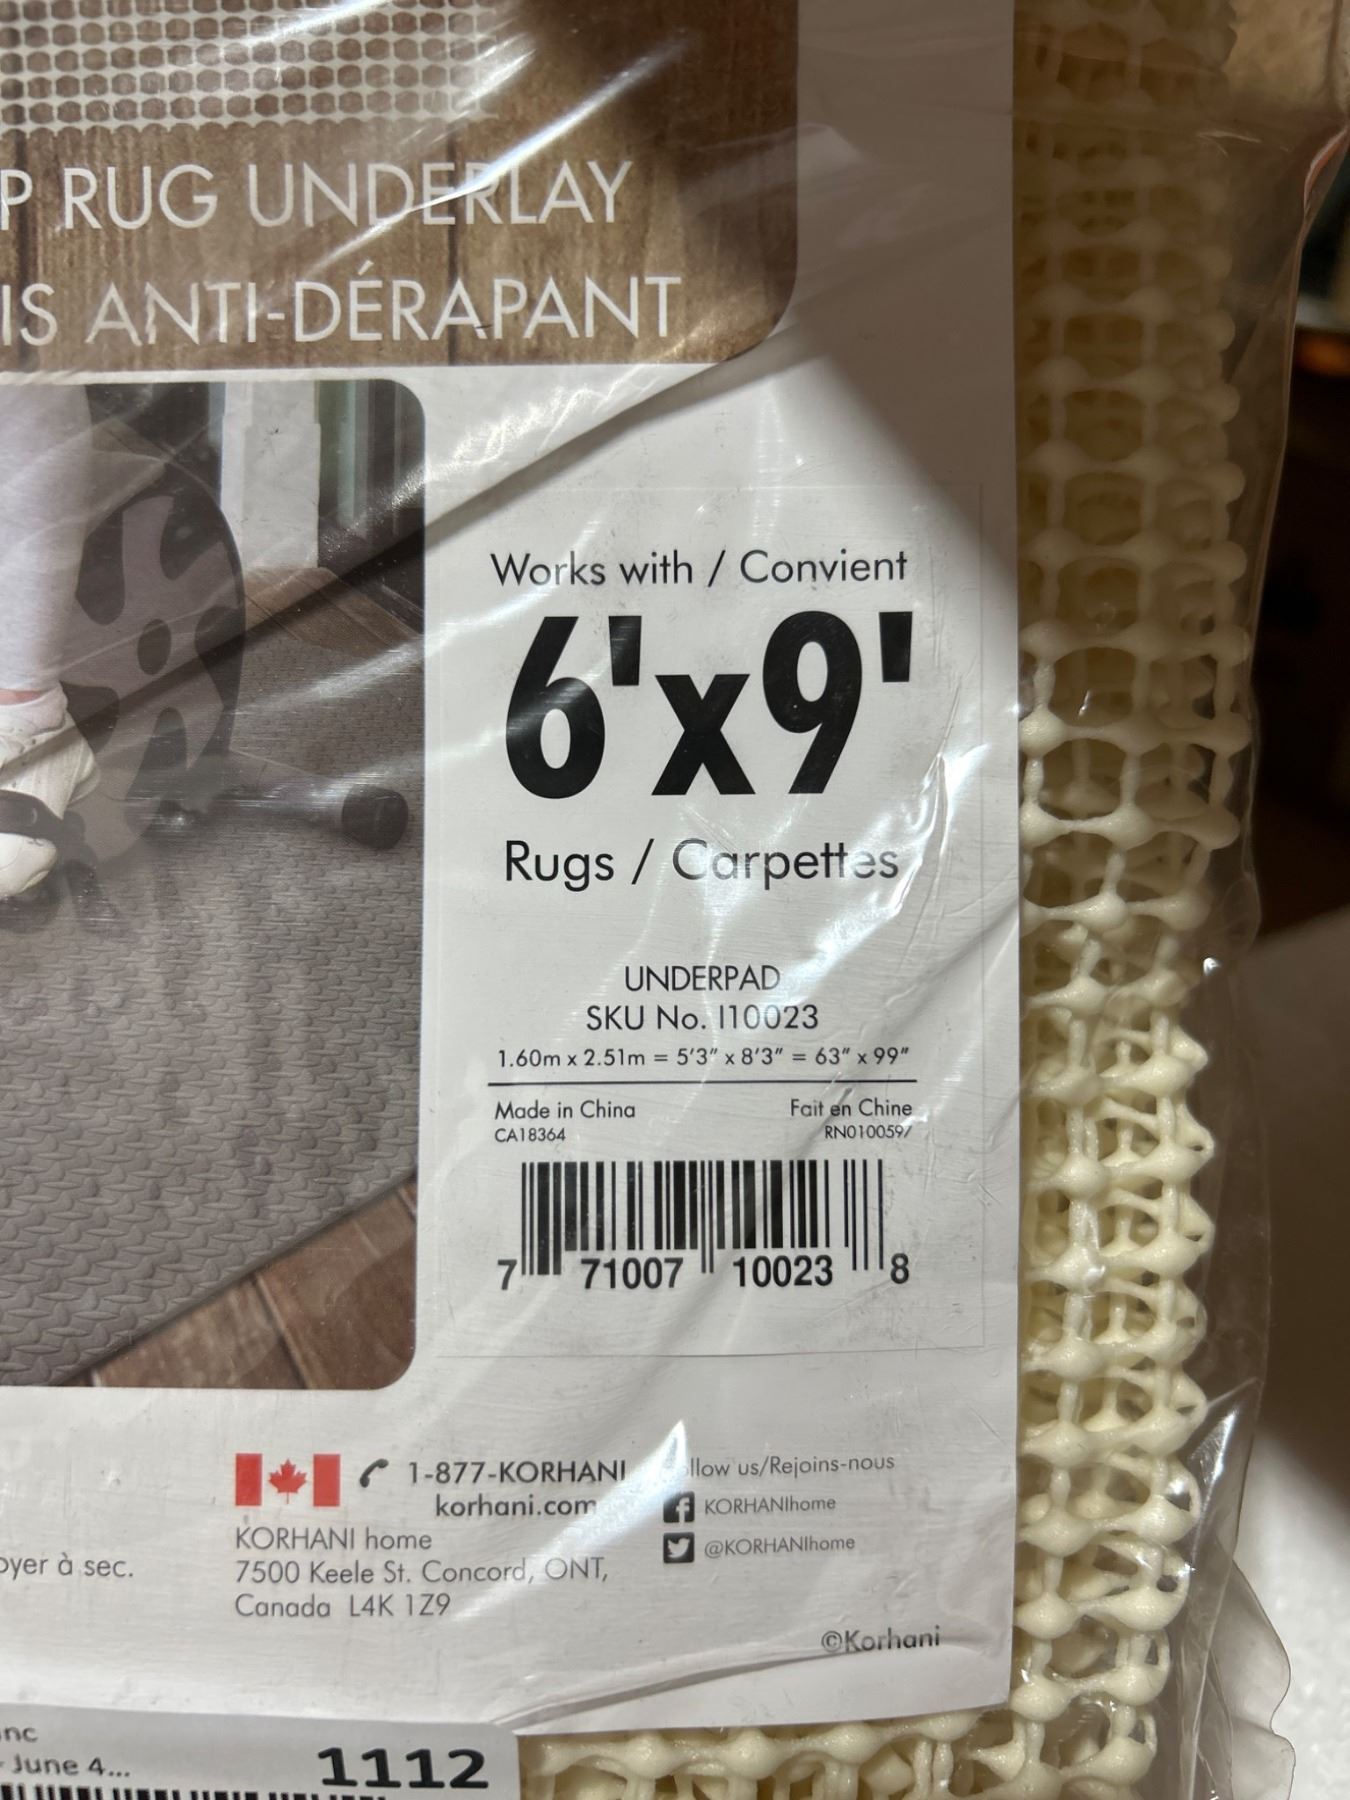 P RUG UNDERLAY
IS ANTI-DÉRAPANT
Works with / Convient
6'x9'
Rugs / Carpettes
UNDERPAD
SKU No. I10023
1.60m x 2.51m = 5'3" x 8'3" = 63" x 99"
Made in China Fait en Chine
CA18364 RN0100597
7 71007 10023 8
1-877-KORHANI
korhani.com
KORHANI home
7500 Keele St. Concord, ONT,
Canada L4K 1Z9
llow us/Rejoins-nous
KORHANIhome
@KORHANIhome
oyer à sec.
©Korhani
nc
- June 4...
1112